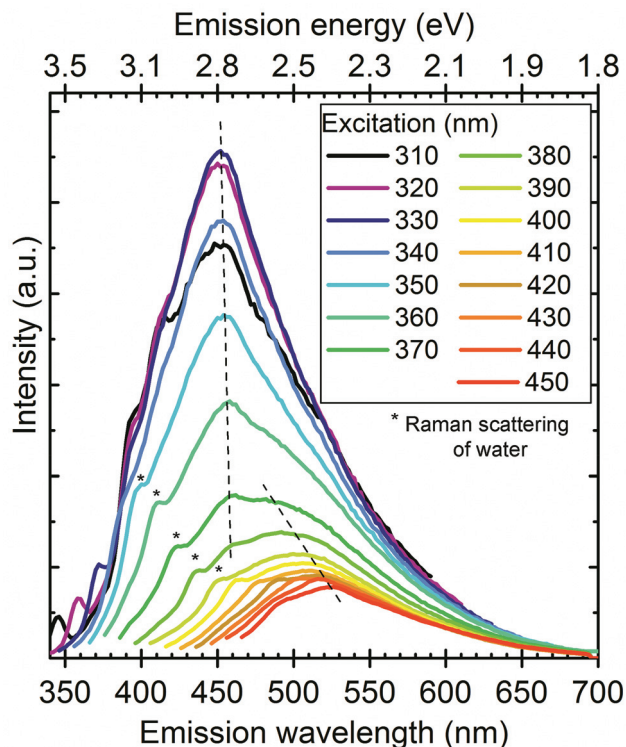 Emission energy (eV)
3.5 3.1 2.8 2.5 2.3 2.1 1.9 1.8
Excitation (nm)
310 380
320 390
330 400
340 410
350 420
360 430
370 440
450
* Raman scattering
of water
*
*
*
*
*
Intensity (a.u.)
350 400 450 500 550 600 650 700
Emission wavelength (nm)